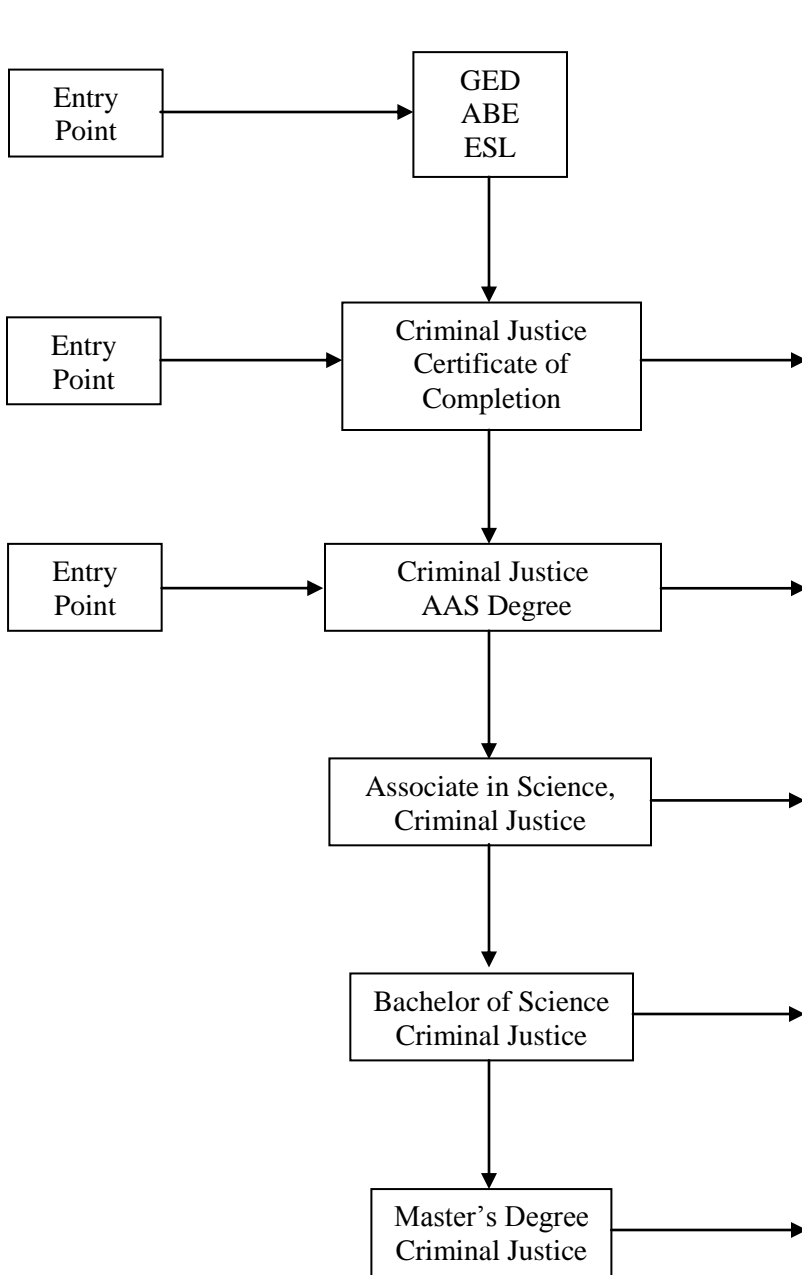 Entry
Point
GED
ABE
ESL
Entry
Point
Criminal Justice
Certificate of
Completion
Entry
Point
Criminal Justice
AAS Degree
Associate in Science,
Criminal Justice
Bachelor of Science
Criminal Justice
Master’s Degree
Criminal Justice